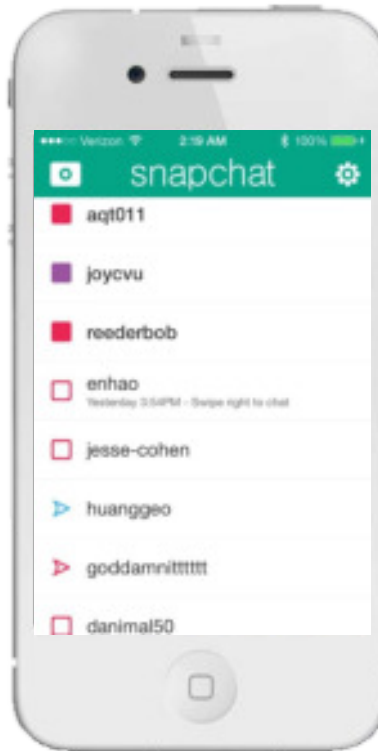 Verizon 2:19 AM 100%
snapchat
aqt011
joycvu
reederbob
enhao
Yesterday 3:54PM - Swipe right to chat
jesse-cohen
huanggeo
goddamnitttttt
danimal50